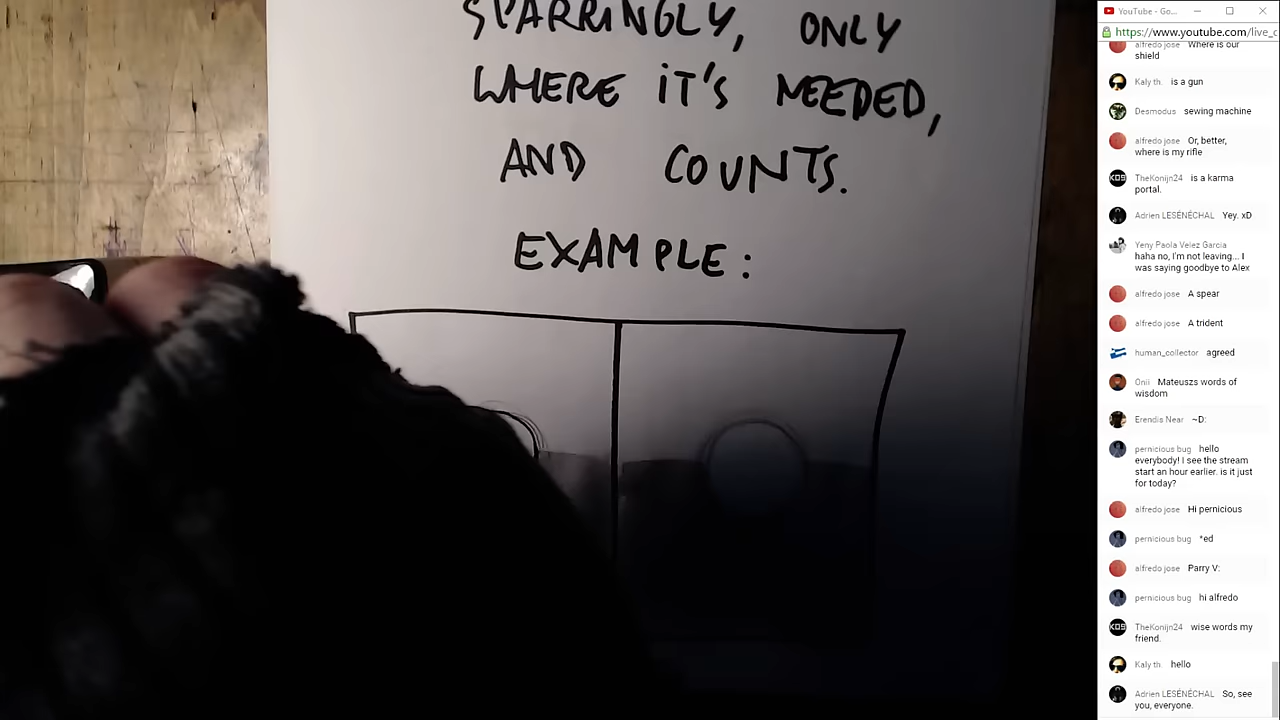 SPARRINGLY, ONLY
WHERE IT'S NEEDED,
AND COUNTS.
EXAMPLE:
YouTube - Go...
https://www.youtube.com/live_c
alfredo jose Where is our
shield
Kaly th. is a gun
Desmodus sewing machine
alfredo jose Or, better,
where is my rifle
TheKonijn24 is a karma
portal.
Adrien LESÉNÉCHAL Yey. xD
Yeny Paola Velez Garcia
haha no, I'm not leaving... I
was saying goodbye to Alex
alfredo jose A spear
alfredo jose A trident
human_collector agreed
Onii Mateuszs words of
wisdom
Erendis Near ~D:
pernicious bug hello
everybody! I see the stream
start an hour earlier. is it just
for today?
alfredo jose Hi pernicious
pernicious bug *ed
alfredo jose Parry V:
pernicious bug hi alfredo
KOS
TheKonijn24 wise words my
friend.
Kaly th. hello
Adrien LESÉNÉCHAL So, see
you, everyone.